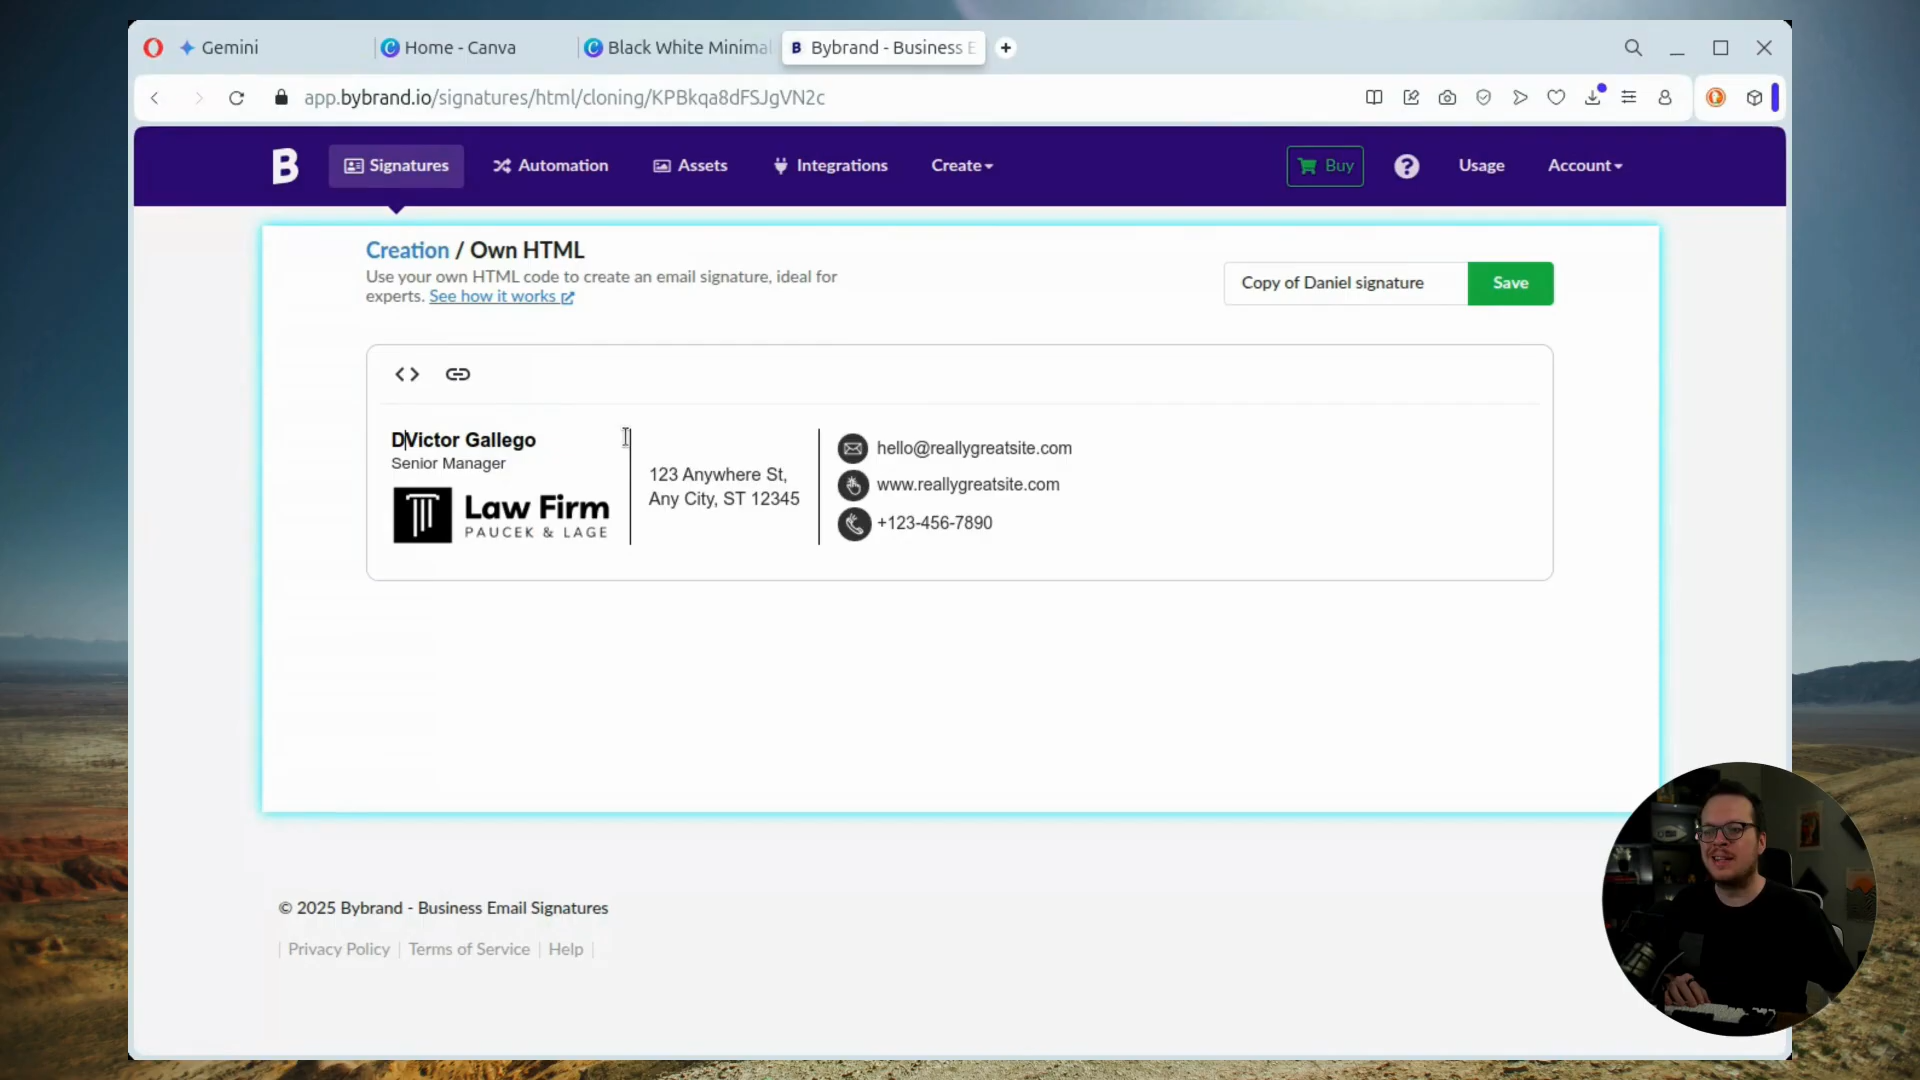 Gemini
Home - Canva
Black White Minimal
Bybrand - Business E
app.bybrand.io/signatures/html/cloning/KPBkqa8dFSJgVN2c
B Signatures Automation Assets Integrations Create Buy ? Usage Account
Creation / Own HTML
Use your own HTML code to create an email signature, ideal for
experts. See how it works
Copy of Daniel signature Save
DVictor Gallego
Senior Manager
Law Firm
PAUCEK & LAGE
123 Anywhere St,
Any City, ST 12345
hello@reallygreatsite.com
www.reallygreatsite.com
+123-456-7890
© 2025 Bybrand - Business Email Signatures
| Privacy Policy | Terms of Service | Help |